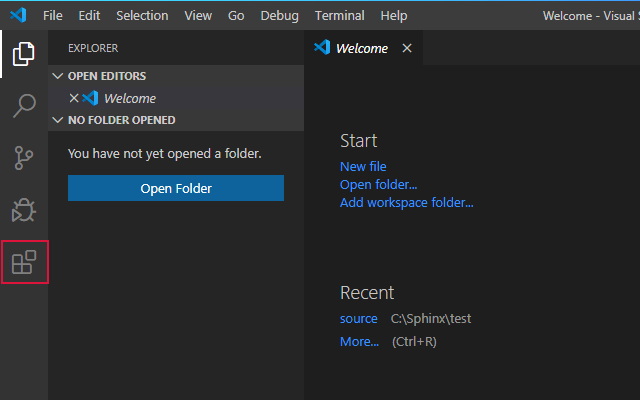 File Edit Selection View Go Debug Terminal Help Welcome - Visual S
EXPLORER
Welcome
OPEN EDITORS
Welcome
NO FOLDER OPENED
You have not yet opened a folder.
Open Folder
Start
New file
Open folder...
Add workspace folder...
Recent
source C:\Sphinx\test
More... (Ctrl+R)